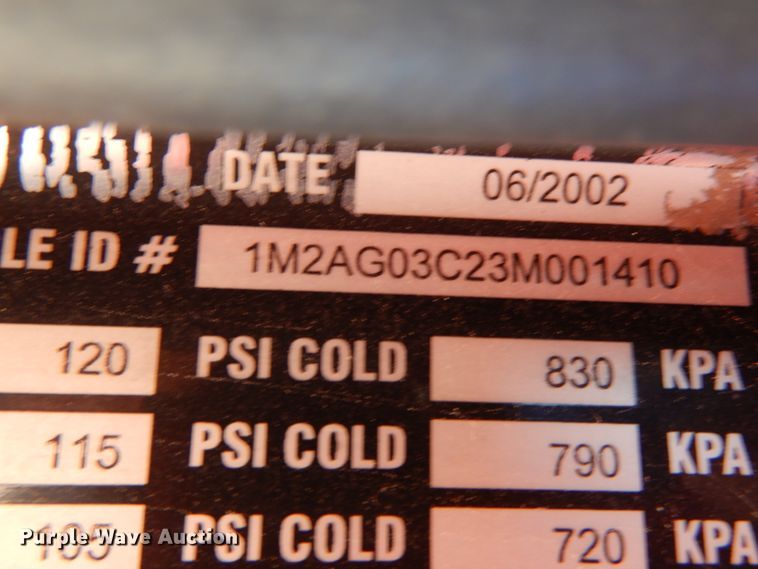 DATE 06/2002
LE ID # 1M2AG03C23M001410
120 PSI COLD 830 KPA
115 PSI COLD 790 KPA
105 PSI COLD 720 KPA
Purple Wave Auction